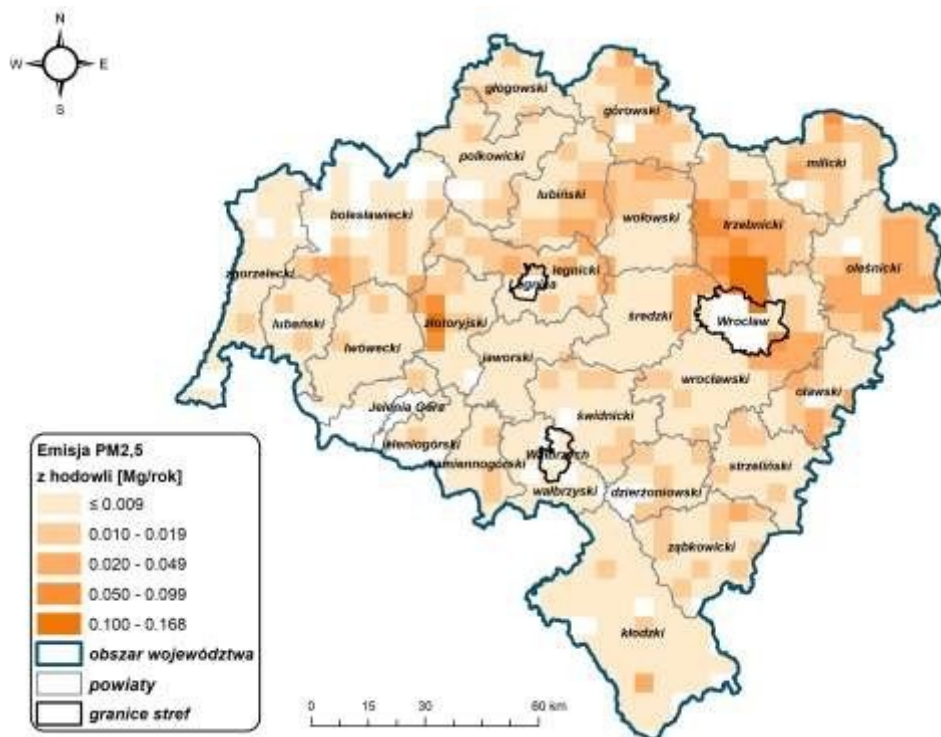 N
W E
S
głogowski
górowski
polkowicki
milicki
lubiński
bolesławiecki
wołowski
trzebnicki
zgorzelecki
legnicki
oleśnicki
Legnica
lubański
złotoryjski
średzki
Wrocław
lwówecki
jaworski
wrocławski
oławski
Jelenia Góra
świdnicki
jeleniogórski
Wałbrzych
kamiennogórski
strzeliński
wałbrzyski
dzierżoniowski
ząbkowicki
kłodzki
Emisja PM2,5
z hodowli [Mg/rok]
≤ 0.009
0.010 - 0.019
0.020 - 0.049
0.050 - 0.099
0.100 - 0.168
obszar województwa
powiaty
granice stref
0 15 30 60 km